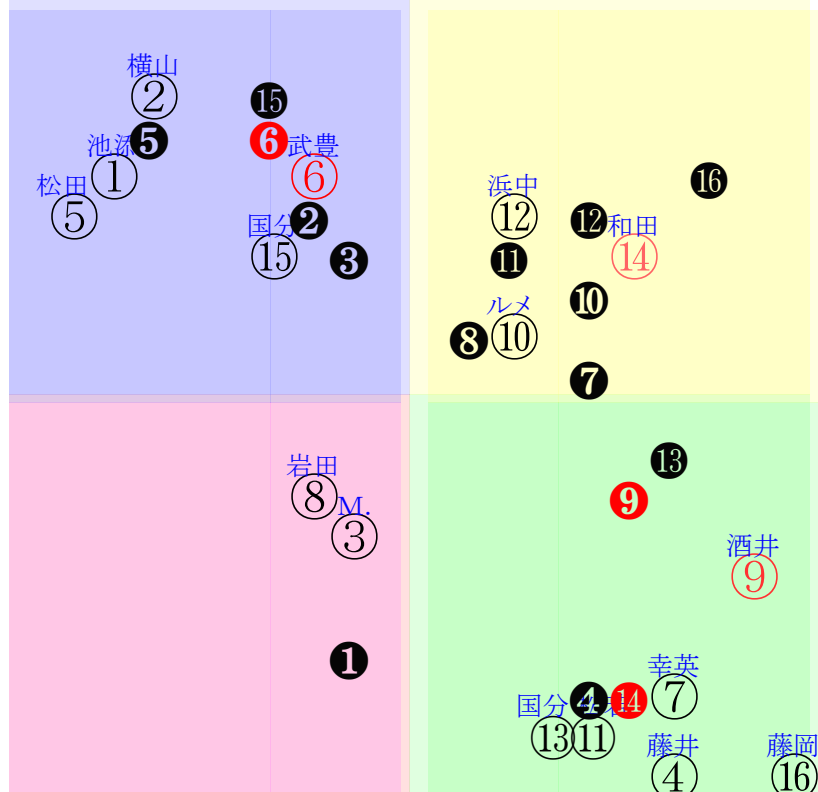 横山
②
⓯
池添
❺
❻
武豊
①
⑥
松田
⑤
国分
❷
⑮
❸
浜中
⑫
⓰
⓬
和田
⑭
⓫
ルメ
⑩
❿
❽
❼
岩田
⑧
M.
③
⓭
❾
酒井
⑨
❶
幸英
⑦
国分
❹
⓮
⑬
⑪
藤井
④
藤岡
⑯